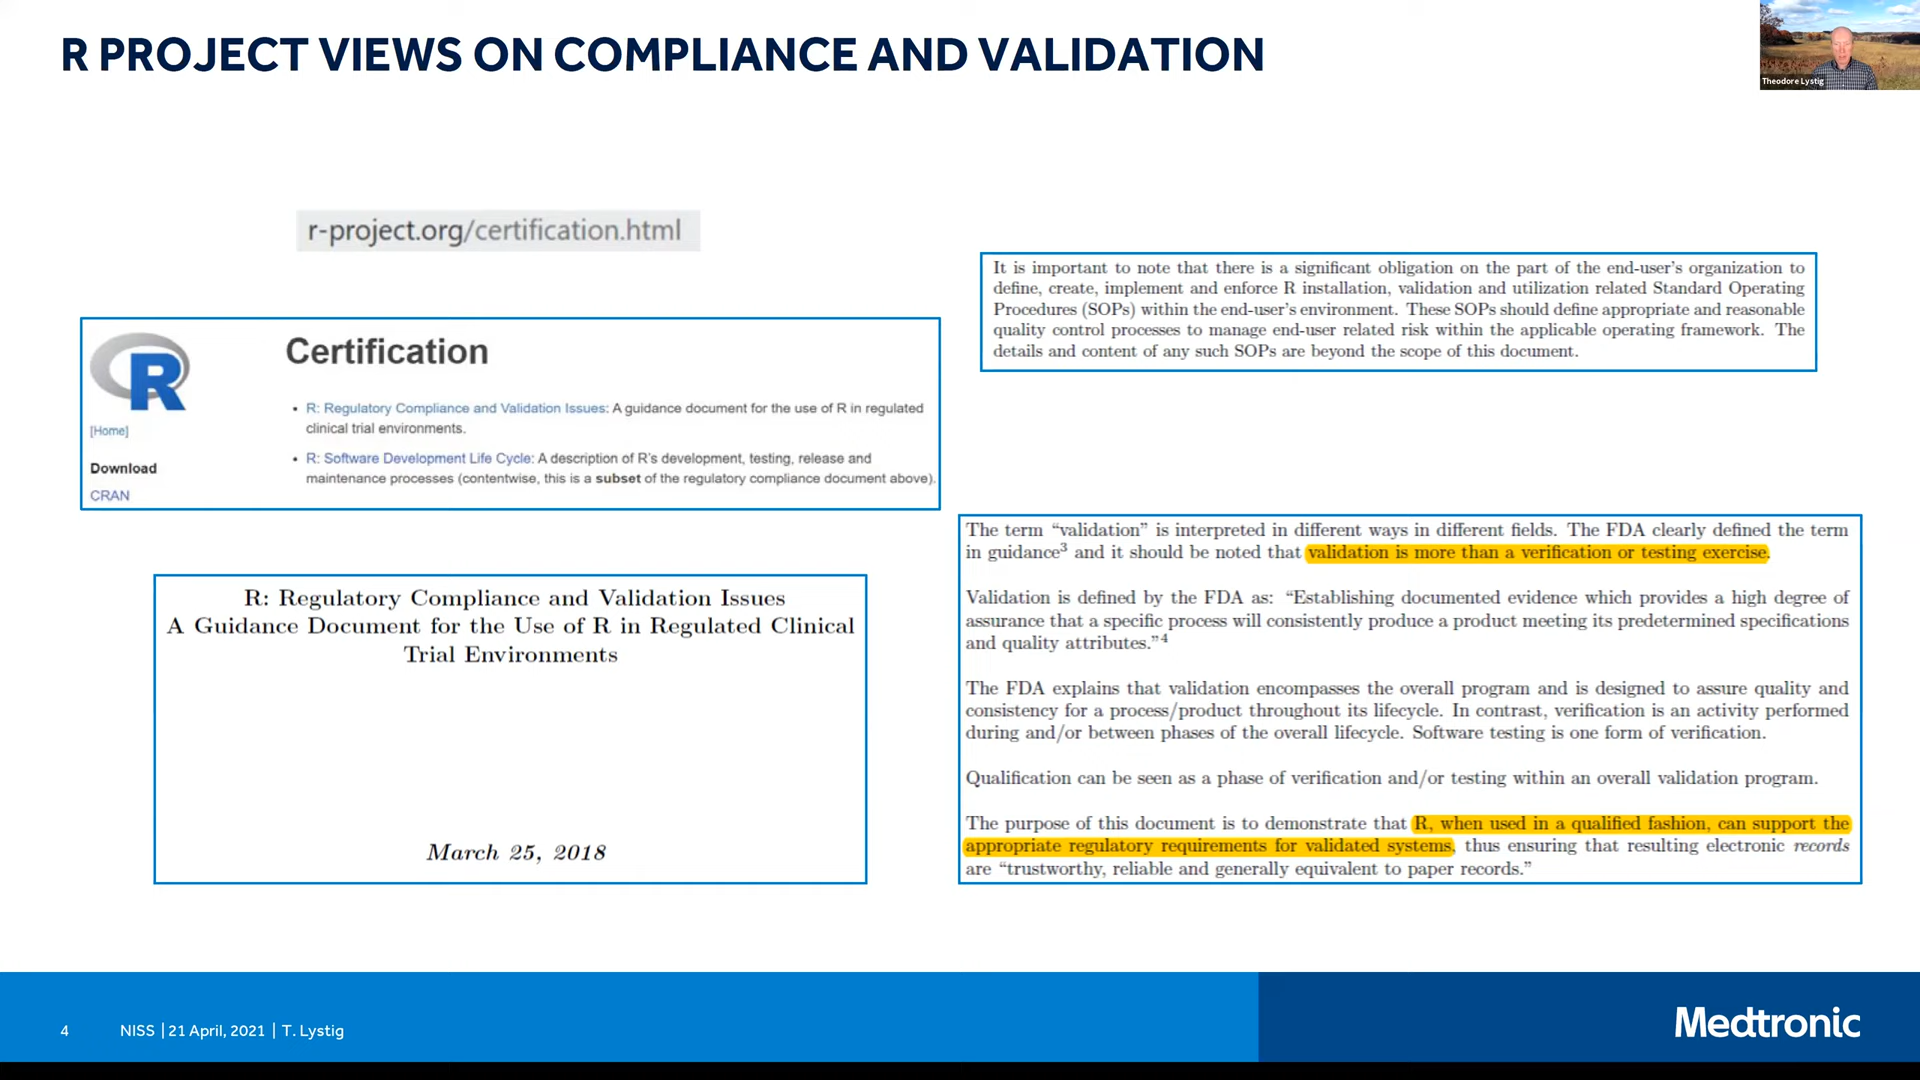 R PROJECT VIEWS ON COMPLIANCE AND VALIDATION
Theodore Lystig
r-project.org/certification.html
R
[Home]
Download
CRAN
Certification
• R: Regulatory Compliance and Validation Issues: A guidance document for the use of R in regulated
clinical trial environments.
• R: Software Development Life Cycle: A description of R's development, testing, release and
maintenance processes (contentwise, this is a subset of the regulatory compliance document above).
R: Regulatory Compliance and Validation Issues
A Guidance Document for the Use of R in Regulated Clinical
Trial Environments
March 25, 2018
It is important to note that there is a significant obligation on the part of the end-user's organization to
define, create, implement and enforce R installation, validation and utilization related Standard Operating
Procedures (SOPs) within the end-user's environment. These SOPs should define appropriate and reasonable
quality control processes to manage end-user related risk within the applicable operating framework. The
details and content of any such SOPs are beyond the scope of this document.
The term “validation” is interpreted in different ways in different fields. The FDA clearly defined the term
in guidance³ and it should be noted that validation is more than a verification or testing exercise.
Validation is defined by the FDA as: “Establishing documented evidence which provides a high degree of
assurance that a specific process will consistently produce a product meeting its predetermined specifications
and quality attributes.”⁴
The FDA explains that validation encompasses the overall program and is designed to assure quality and
consistency for a process/product throughout its lifecycle. In contrast, verification is an activity performed
during and/or between phases of the overall lifecycle. Software testing is one form of verification.
Qualification can be seen as a phase of verification and/or testing within an overall validation program.
The purpose of this document is to demonstrate that R, when used in a qualified fashion, can support the
appropriate regulatory requirements for validated systems, thus ensuring that resulting electronic records
are “trustworthy, reliable and generally equivalent to paper records.”
4 NISS | 21 April, 2021 | T. Lystig
Medtronic